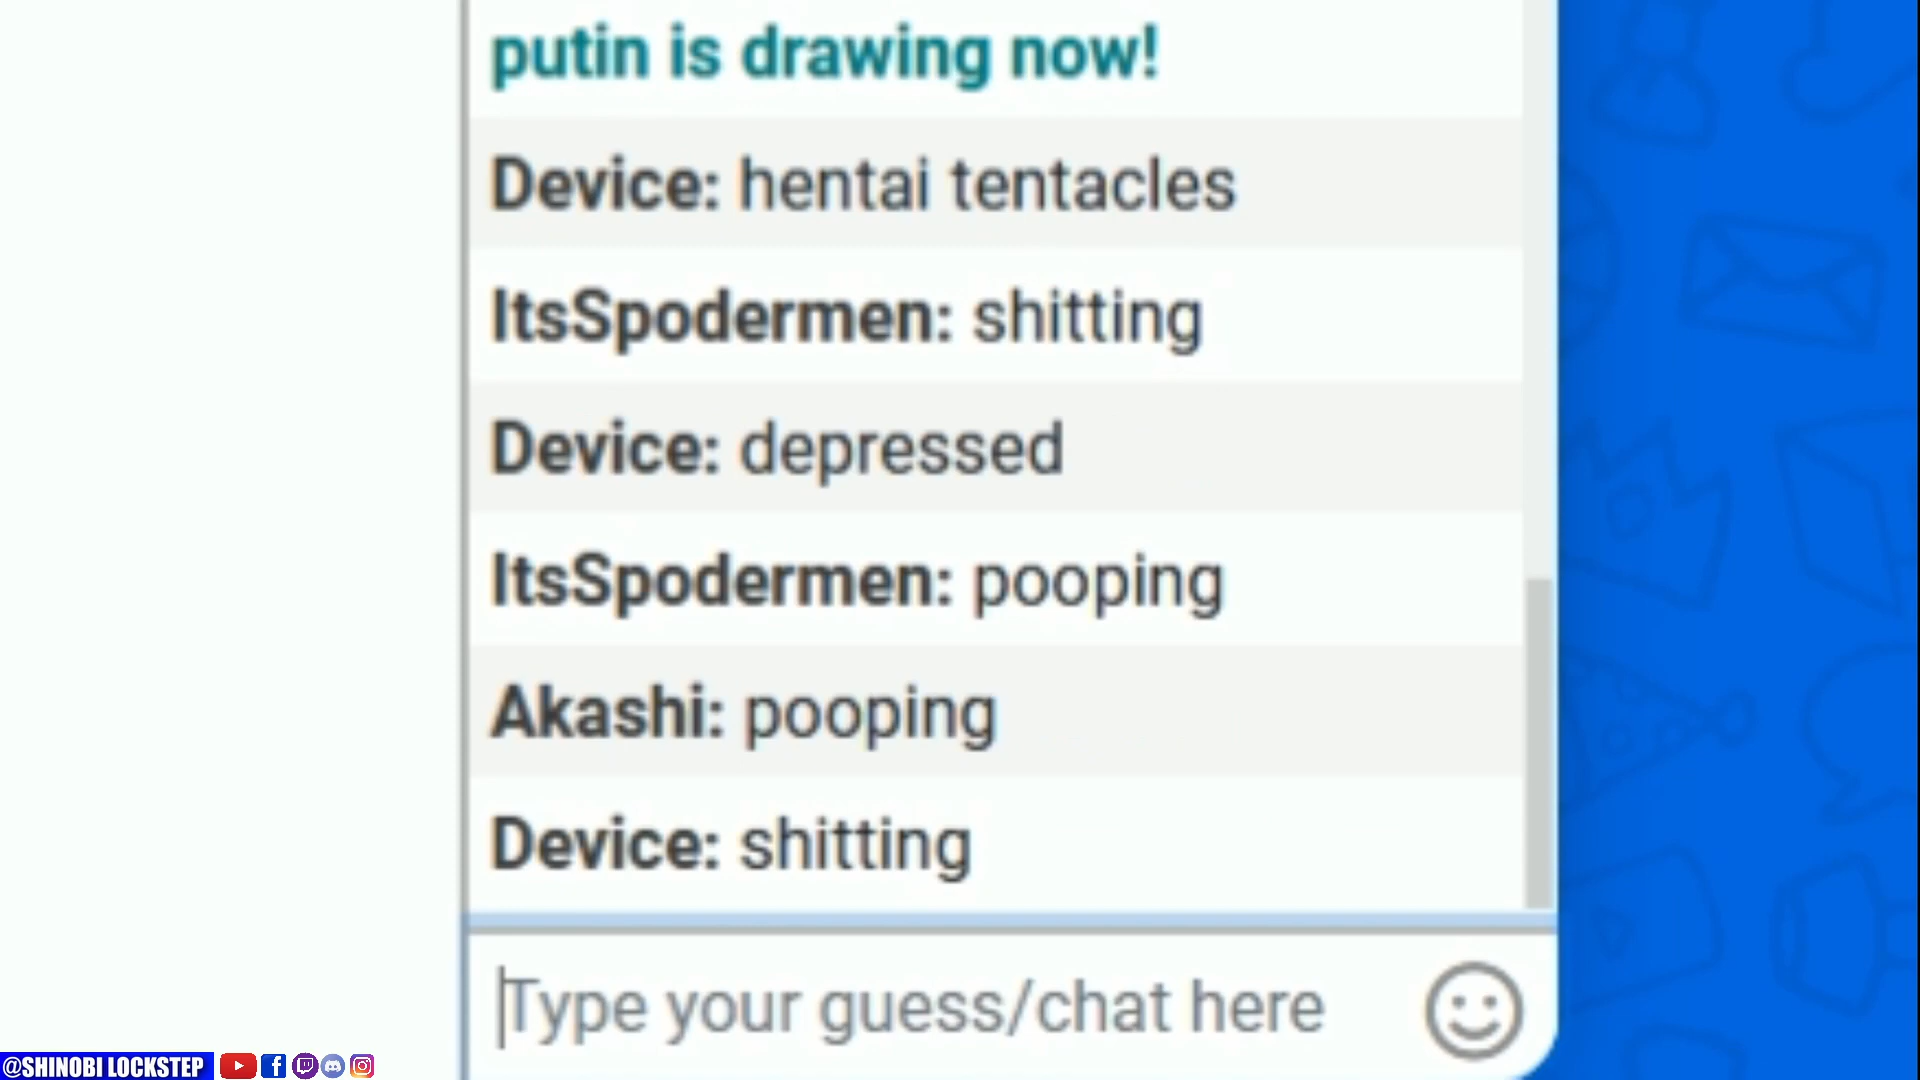 putin is drawing now!
Device: hentai tentacles
ItsSpodermen: shitting
Device: depressed
ItsSpodermen: pooping
Akashi: pooping
Device: shitting
Type your guess/chat here
@SHINOBI LOCKSTEP